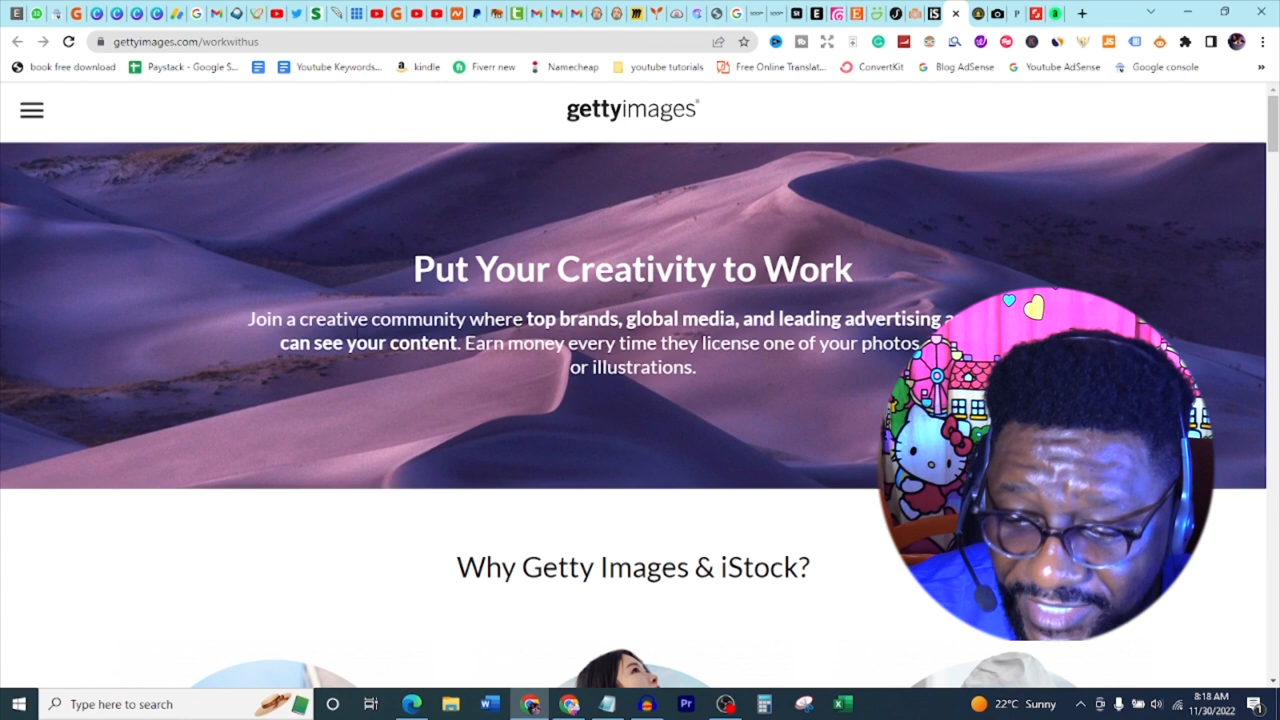 gettyimages.com/workwithus
book free download
Paystack - Google S...
Youtube Keywords...
kindle
Fiverr new
Namecheap
youtube tutorials
Free Online Translat...
ConvertKit
Blog AdSense
Youtube AdSense
Google console
»
gettyimages®
Put Your Creativity to Work
Join a creative community where top brands, global media, and leading advertising
can see your content. Earn money every time they license one of your photos
or illustrations.
Why Getty Images & iStock?
Type here to search
22°C Sunny
8:18 AM
11/30/2022